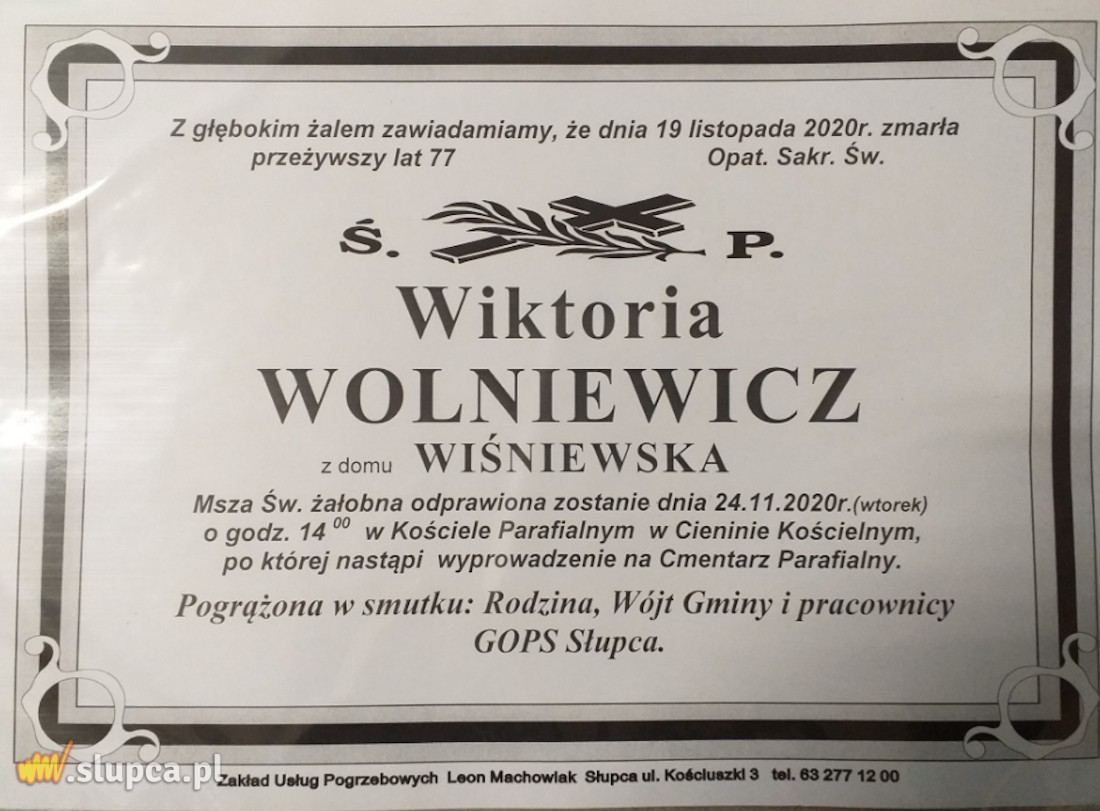 Z głębokim żalem zawiadamiamy, że dnia 19 listopada 2020r. zmarła
przeżywszy lat 77 Opat. Sakr. Św.
Ś. P.
Wiktoria
WOLNIEWICZ
z domu WIŚNIEWSKA
Msza Św. żałobna odprawiona zostanie dnia 24.11.2020r.(wtorek)
o godz. 14 00 w Kościele Parafialnym w Cieninie Kościelnym,
po której nastąpi wyprowadzenie na Cmentarz Parafialny.
Pogrążona w smutku: Rodzina, Wójt Gminy i pracownicy
GOPS Słupca.
www.slupca.pl
Zakład Usług Pogrzebowych Leon Machowiak Słupca ul. Kościuszki 3 tel. 63 277 12 00